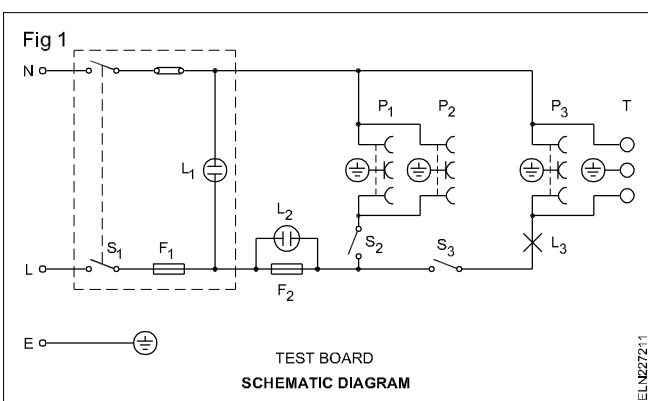 Fig 1
N
P1 P2 P3 T
L1
L2
S1 F1 S2 S3 L3
L
F2
E
TEST BOARD
SCHEMATIC DIAGRAM
ELN227211